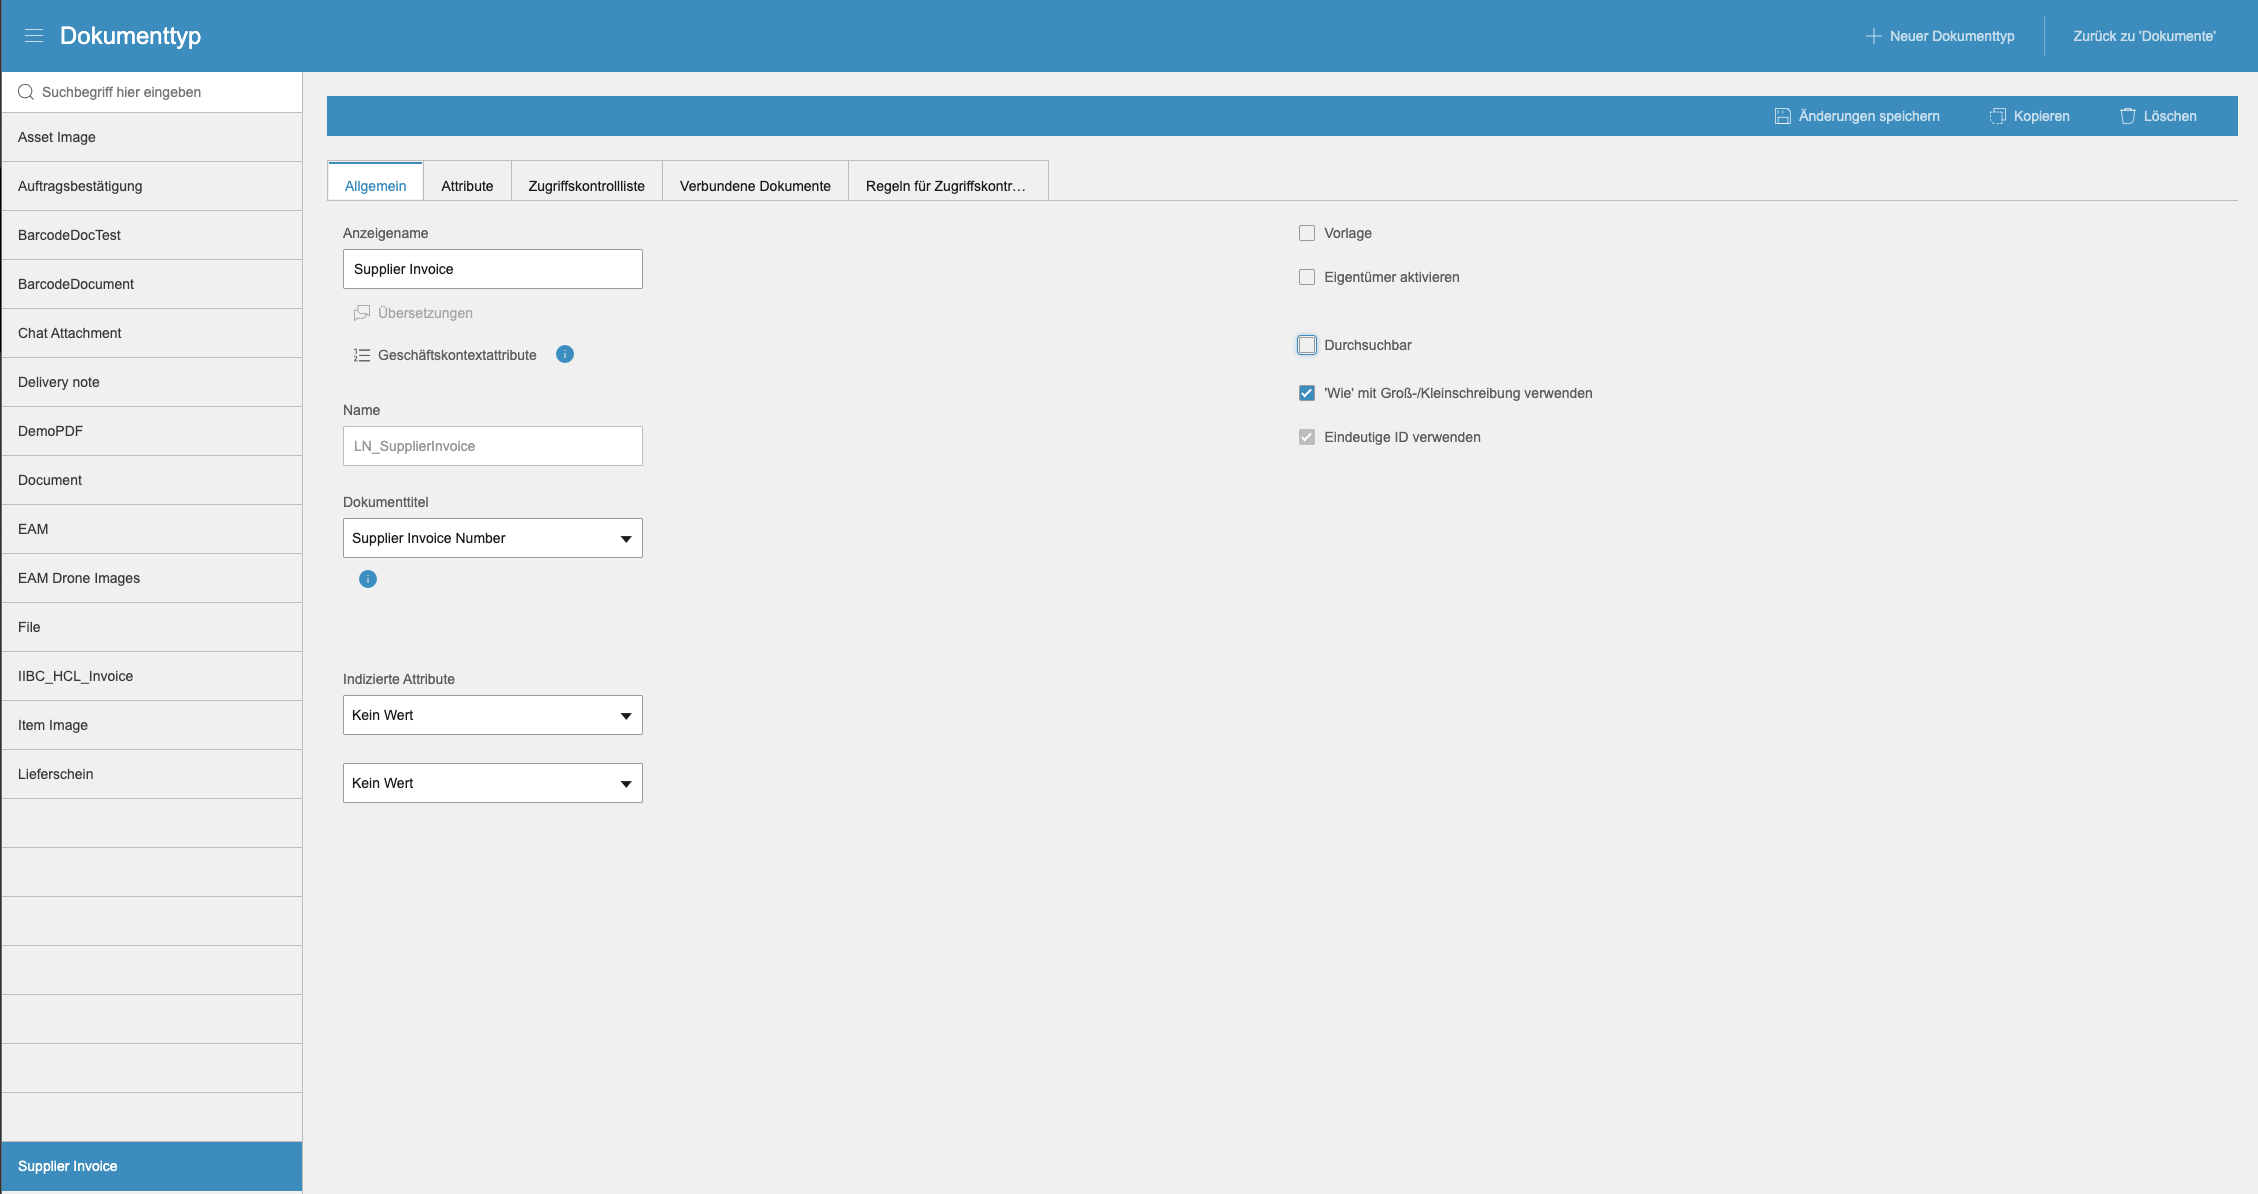 Dokumenttyp
Neuer Dokumenttyp
Zurück zu 'Dokumente'
Suchbegriff hier eingeben
Asset Image
Auftragsbestätigung
BarcodeDocTest
BarcodeDocument
Chat Attachment
Delivery note
DemoPDF
Document
EAM
EAM Drone Images
File
IIBC_HCL_Invoice
Item Image
Lieferschein
Supplier Invoice
Änderungen speichern
Kopieren
Löschen
Allgemein
Attribute
Zugriffskontrollliste
Verbundene Dokumente
Regeln für Zugriffskontr...
Anzeigename
Supplier Invoice
Übersetzungen
Geschäftskontextattribute
Name
LN_SupplierInvoice
Dokumenttitel
Supplier Invoice Number
Indizierte Attribute
Kein Wert
Kein Wert
Vorlage
Eigentümer aktivieren
Durchsuchbar
'Wie' mit Groß-/Kleinschreibung verwenden
Eindeutige ID verwenden